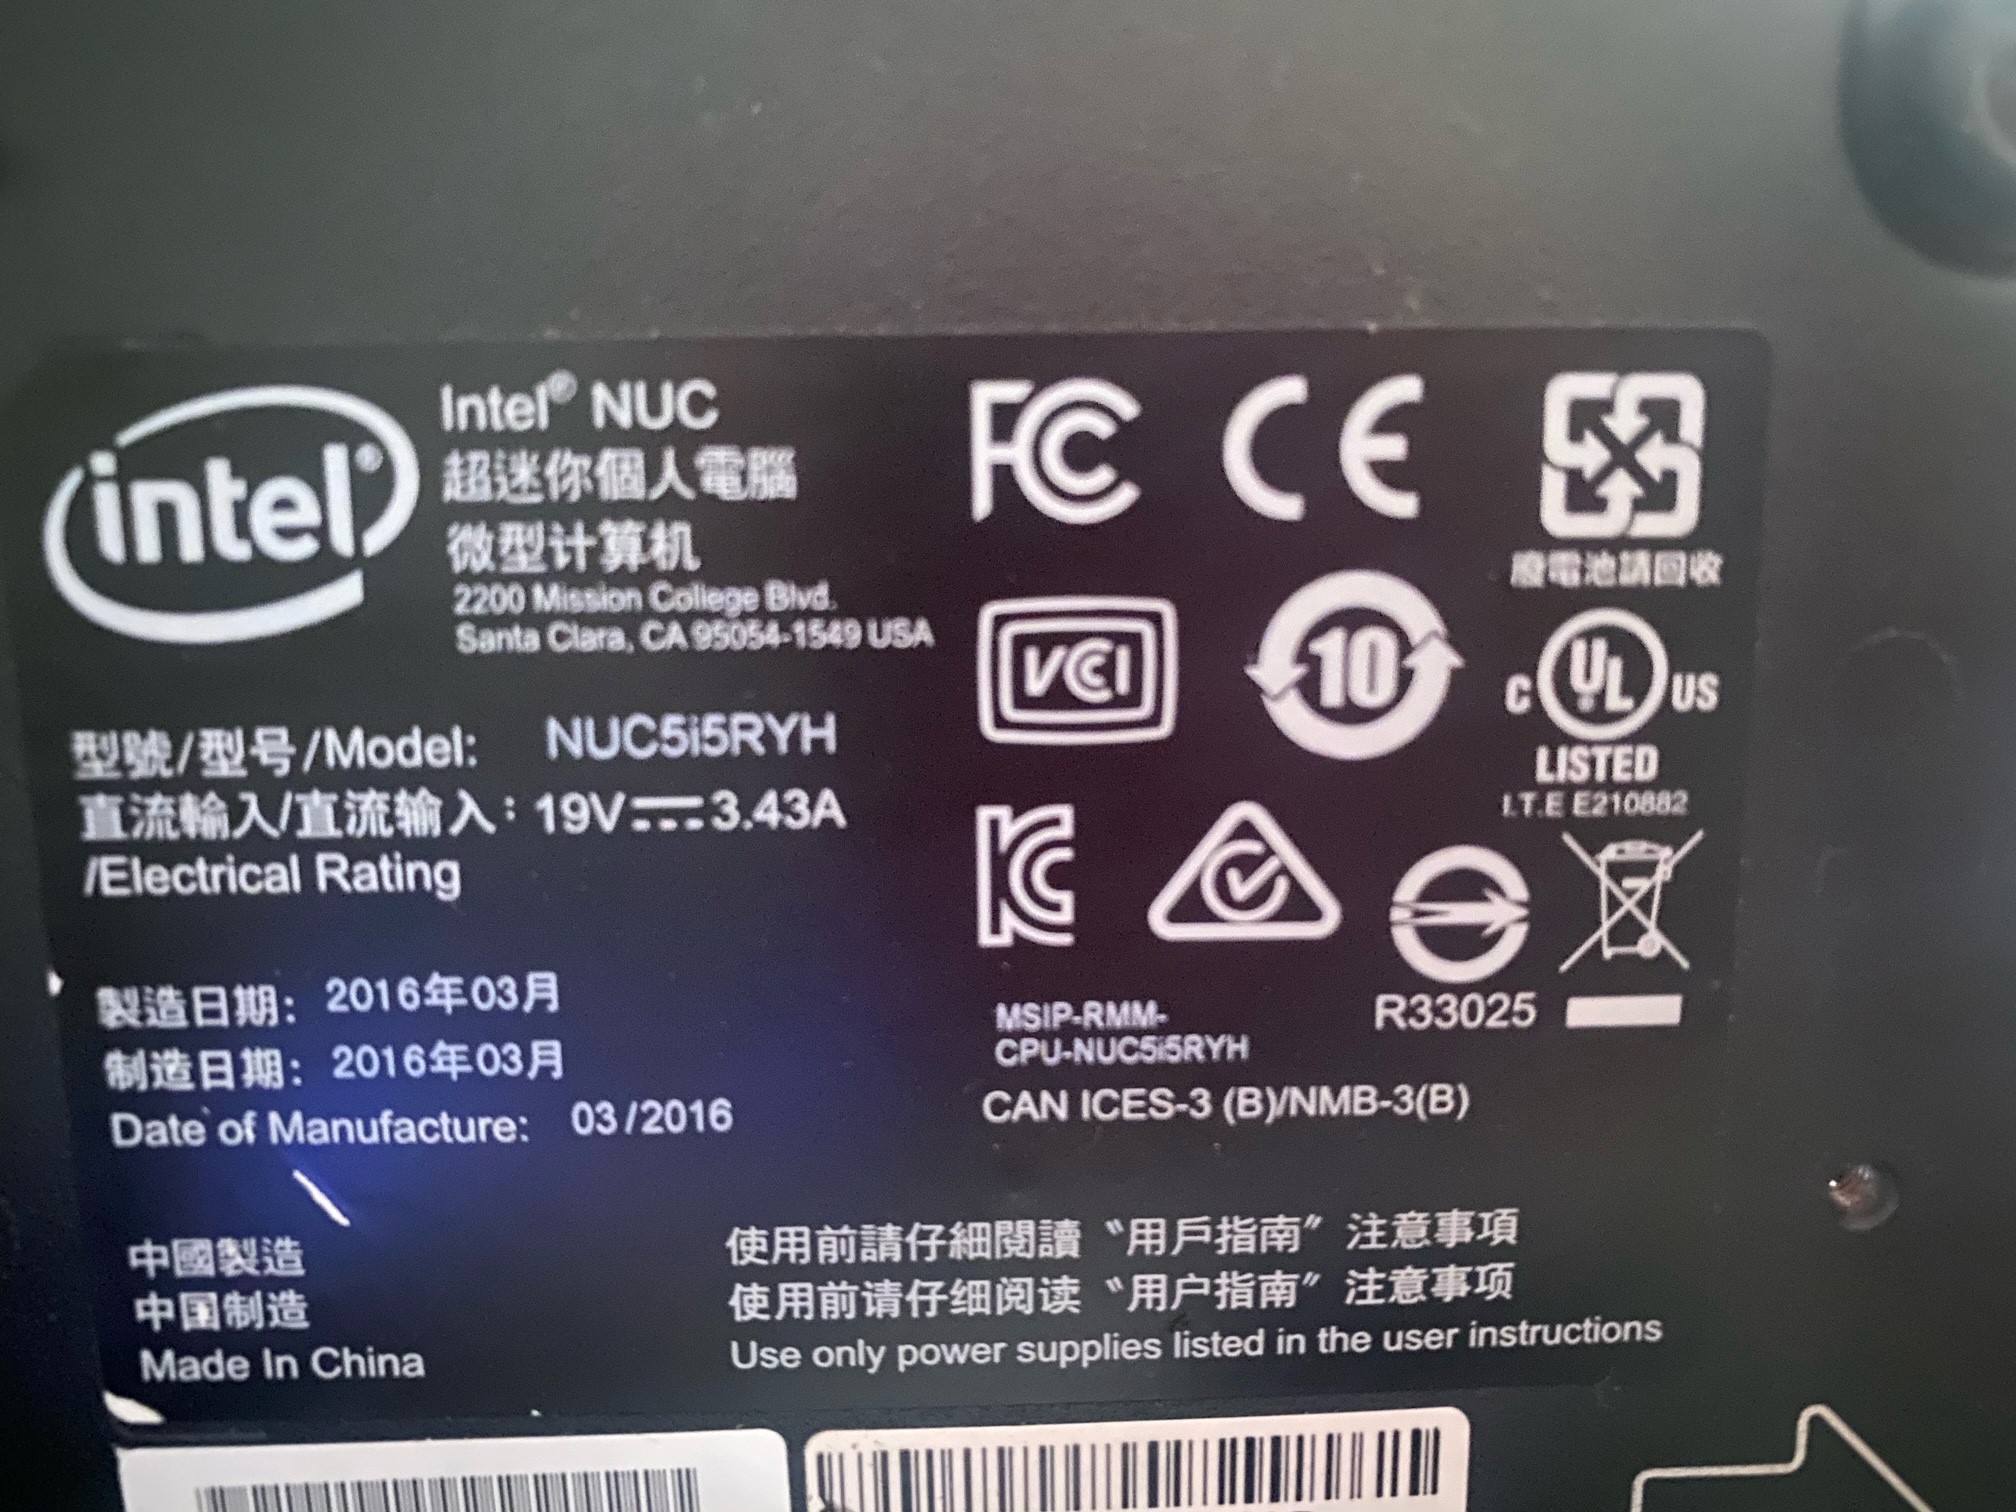 intel®
Intel® NUC
超迷你個人電腦
微型计算机
2200 Mission College Blvd.
Santa Clara, CA 95054-1549 USA
型號/型号/Model: NUC5i5RYH
直流輸入/直流输入: 19V 3.43A
/Electrical Rating
製造日期: 2016年03月
制造日期: 2016年03月
Date of Manufacture: 03/2016
中國製造
中国制造
Made In China
FC CE
廢電池請回收
VCI 10 C UL US
LISTED
I.T.E E210882
KC
R33025
MSIP-RMM-
CPU-NUC5i5RYH
CAN ICES-3 (B)/NMB-3(B)
使用前請仔細閱讀 "用戶指南" 注意事項
使用前请仔细阅读 "用户指南" 注意事项
Use only power supplies listed in the user instructions